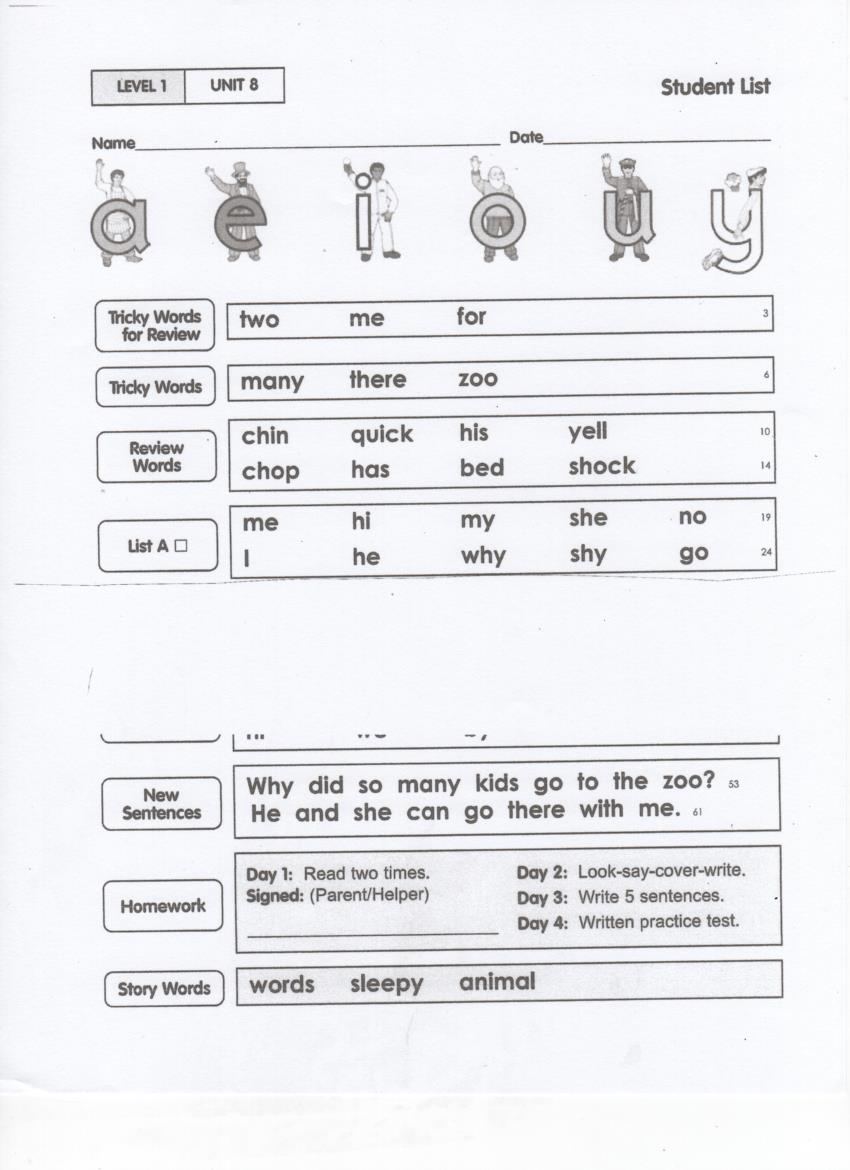 LEVEL 1 UNIT 8 Student List
Name Date
a e i o u y
Tricky Words for Review two me for 3
Tricky Words many there zoo 6
Review Words
chin quick his yell 10
chop has bed shock 14
List A
me hi my she no 19
I he why shy go 24
New Sentences
Why did so many kids go to the zoo? 53
He and she can go there with me. 61
Homework
Day 1: Read two times.
Signed: (Parent/Helper)
Day 2: Look-say-cover-write.
Day 3: Write 5 sentences.
Day 4: Written practice test.
Story Words words sleepy animal